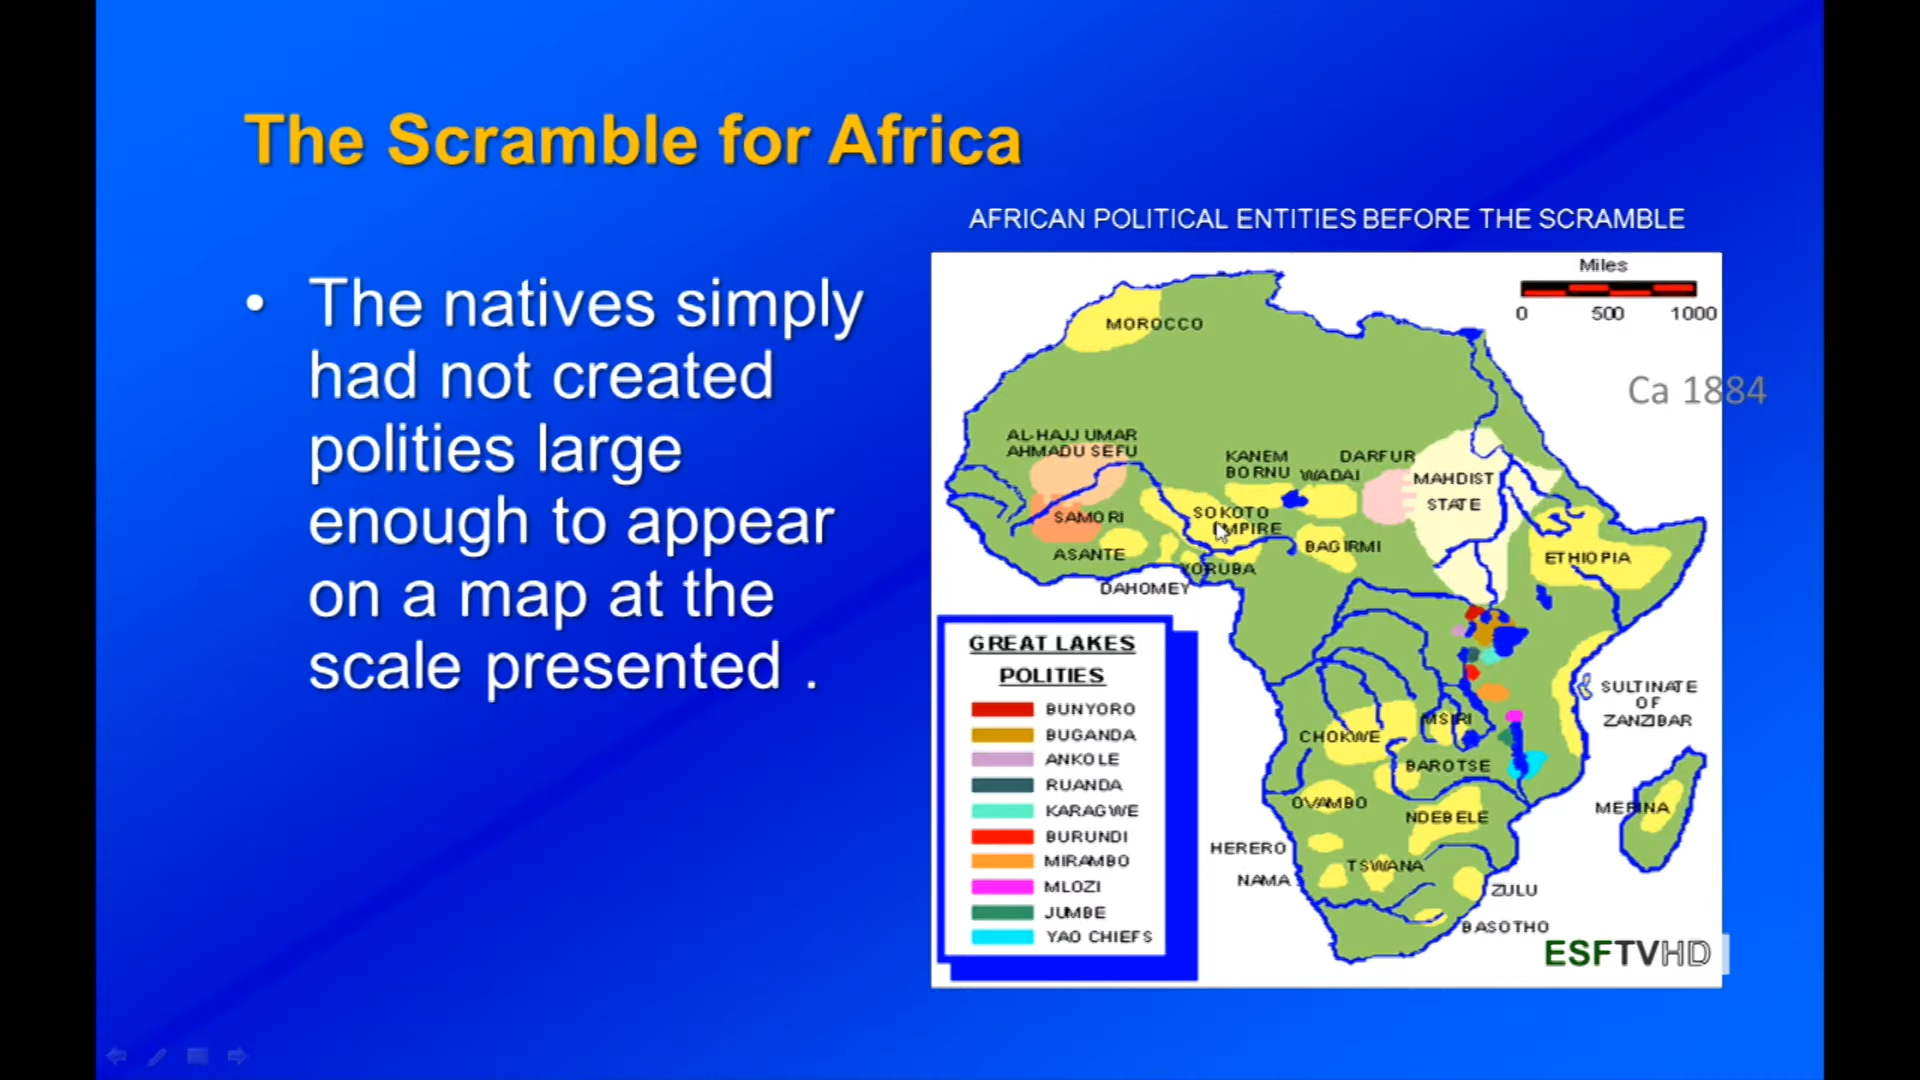 The Scramble for Africa
AFRICAN POLITICAL ENTITIES BEFORE THE SCRAMBLE
• The natives simply
had not created
polities large
enough to appear
on a map at the
scale presented .
Miles
0 500 1000
Ca 1884
MOROCCO
AL-HAJJ UMAR
AHMADU SEFU
SAMORI
ASANTE
DAHOMEY
YORUBA
SOKOTO
EMPIRE
KANEM
BORNU
WADAI
DARFUR
BAGIRMI
MAHDIST
STATE
ETHIOPIA
SULTINATE
OF
ZANZIBAR
MSIRI
CHOKWE
BAROTSE
OVAMBO
NDEBELE
MERINA
HERERO
NAMA
TSWANA
ZULU
BASOTHO
GREAT LAKES
POLITIES
BUNYORO
BUGANDA
ANKOLE
RUANDA
KARAGWE
BURUNDI
MIRAMBO
MLOZI
JUMBE
YAO CHIEFS
ESFTVHD